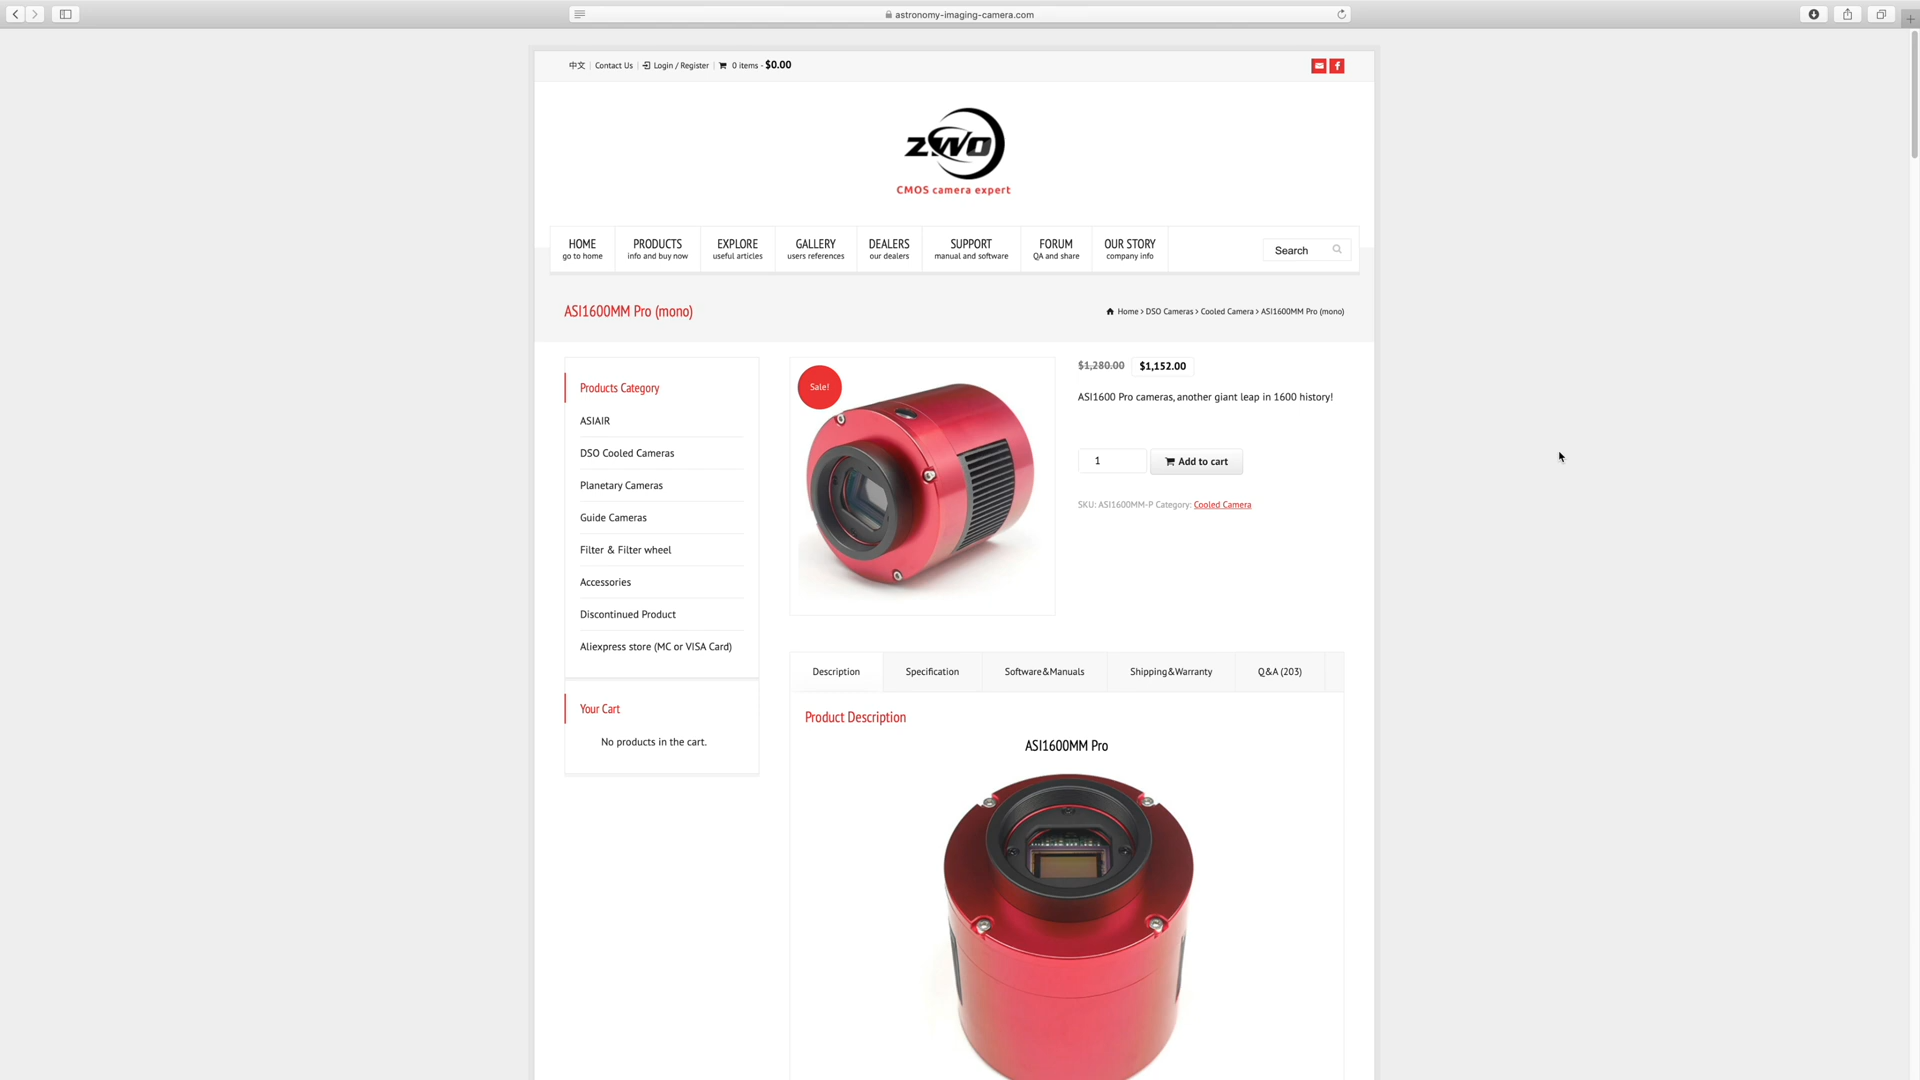 astronomy-imaging-camera.com
中文 Contact Us Login / Register 0 items - $0.00
ZWO
CMOS camera expert
HOME PRODUCTS EXPLORE GALLERY DEALERS SUPPORT FORUM OUR STORY
go to home info and buy now useful articles users references our dealers manual and software QA and share company info
Search
ASI1600MM Pro (mono)
Home > DSO Cameras > Cooled Camera > ASI1600MM Pro (mono)
Products Category
ASIAIR
DSO Cooled Cameras
Planetary Cameras
Guide Cameras
Filter & Filter wheel
Accessories
Discontinued Product
Aliexpress store (MC or VISA Card)
Your Cart
No products in the cart.
Sale!
$1,280.00 $1,152.00
ASI1600 Pro cameras, another giant leap in 1600 history!
1 Add to cart
SKU: ASI1600MM-P Category: Cooled Camera
Description Specification Software&Manuals Shipping&Warranty Q&A (203)
Product Description
ASI1600MM Pro